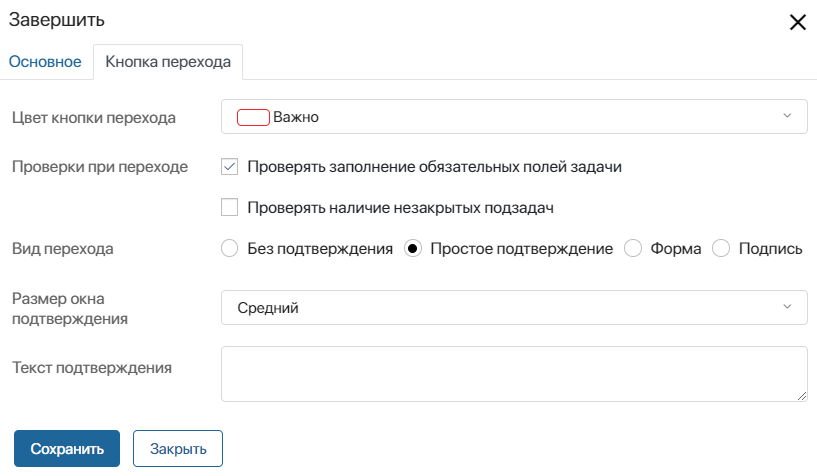 Завершить
Основное Кнопка перехода
Цвет кнопки перехода Важно
Проверки при переходе Проверять заполнение обязательных полей задачи
Проверять наличие незакрытых подзадач
Вид перехода Без подтверждения Простое подтверждение Форма Подпись
Размер окна
подтверждения Средний
Текст подтверждения
Сохранить Закрыть